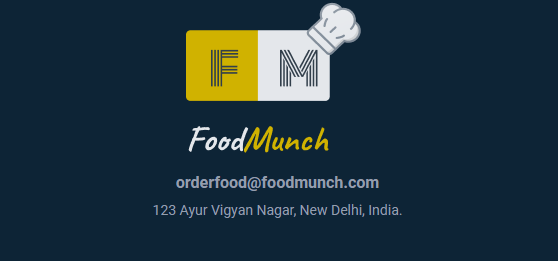 F M
FoodMunch
orderfood@foodmunch.com
123 Ayur Vigyan Nagar, New Delhi, India.